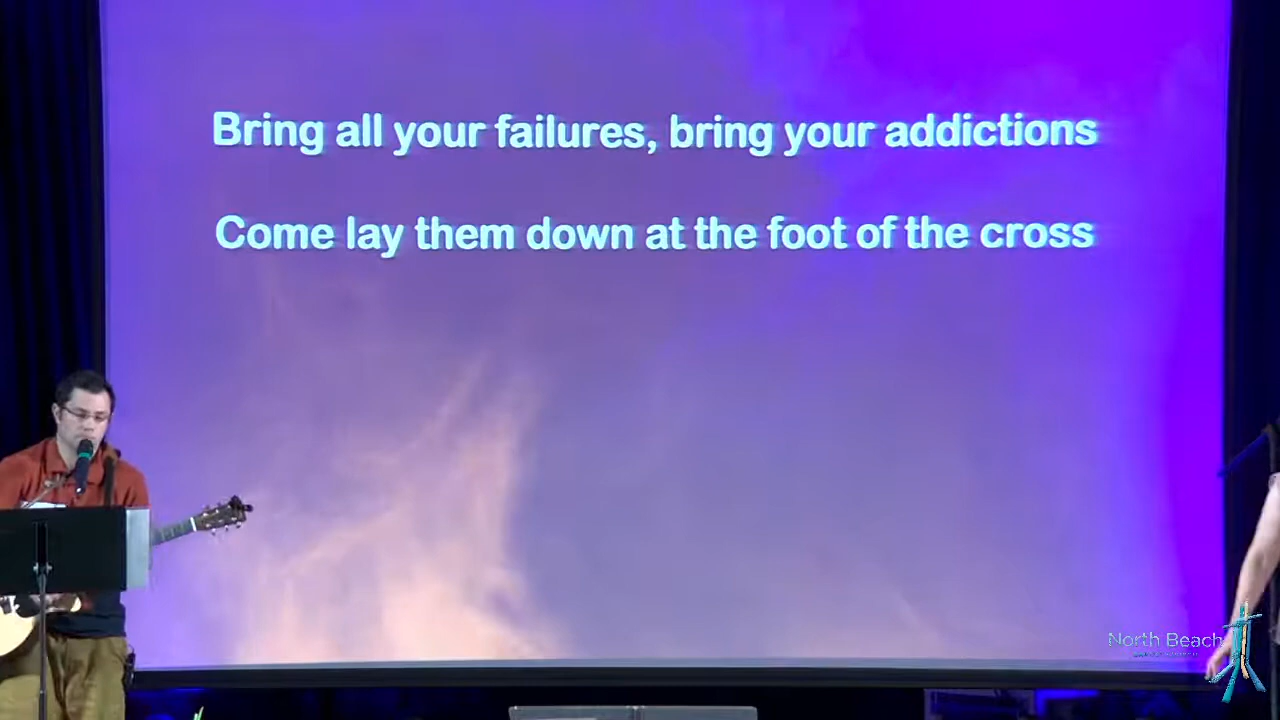 Bring all your failures, bring your addictions
Come lay them down at the foot of the cross
North Beach